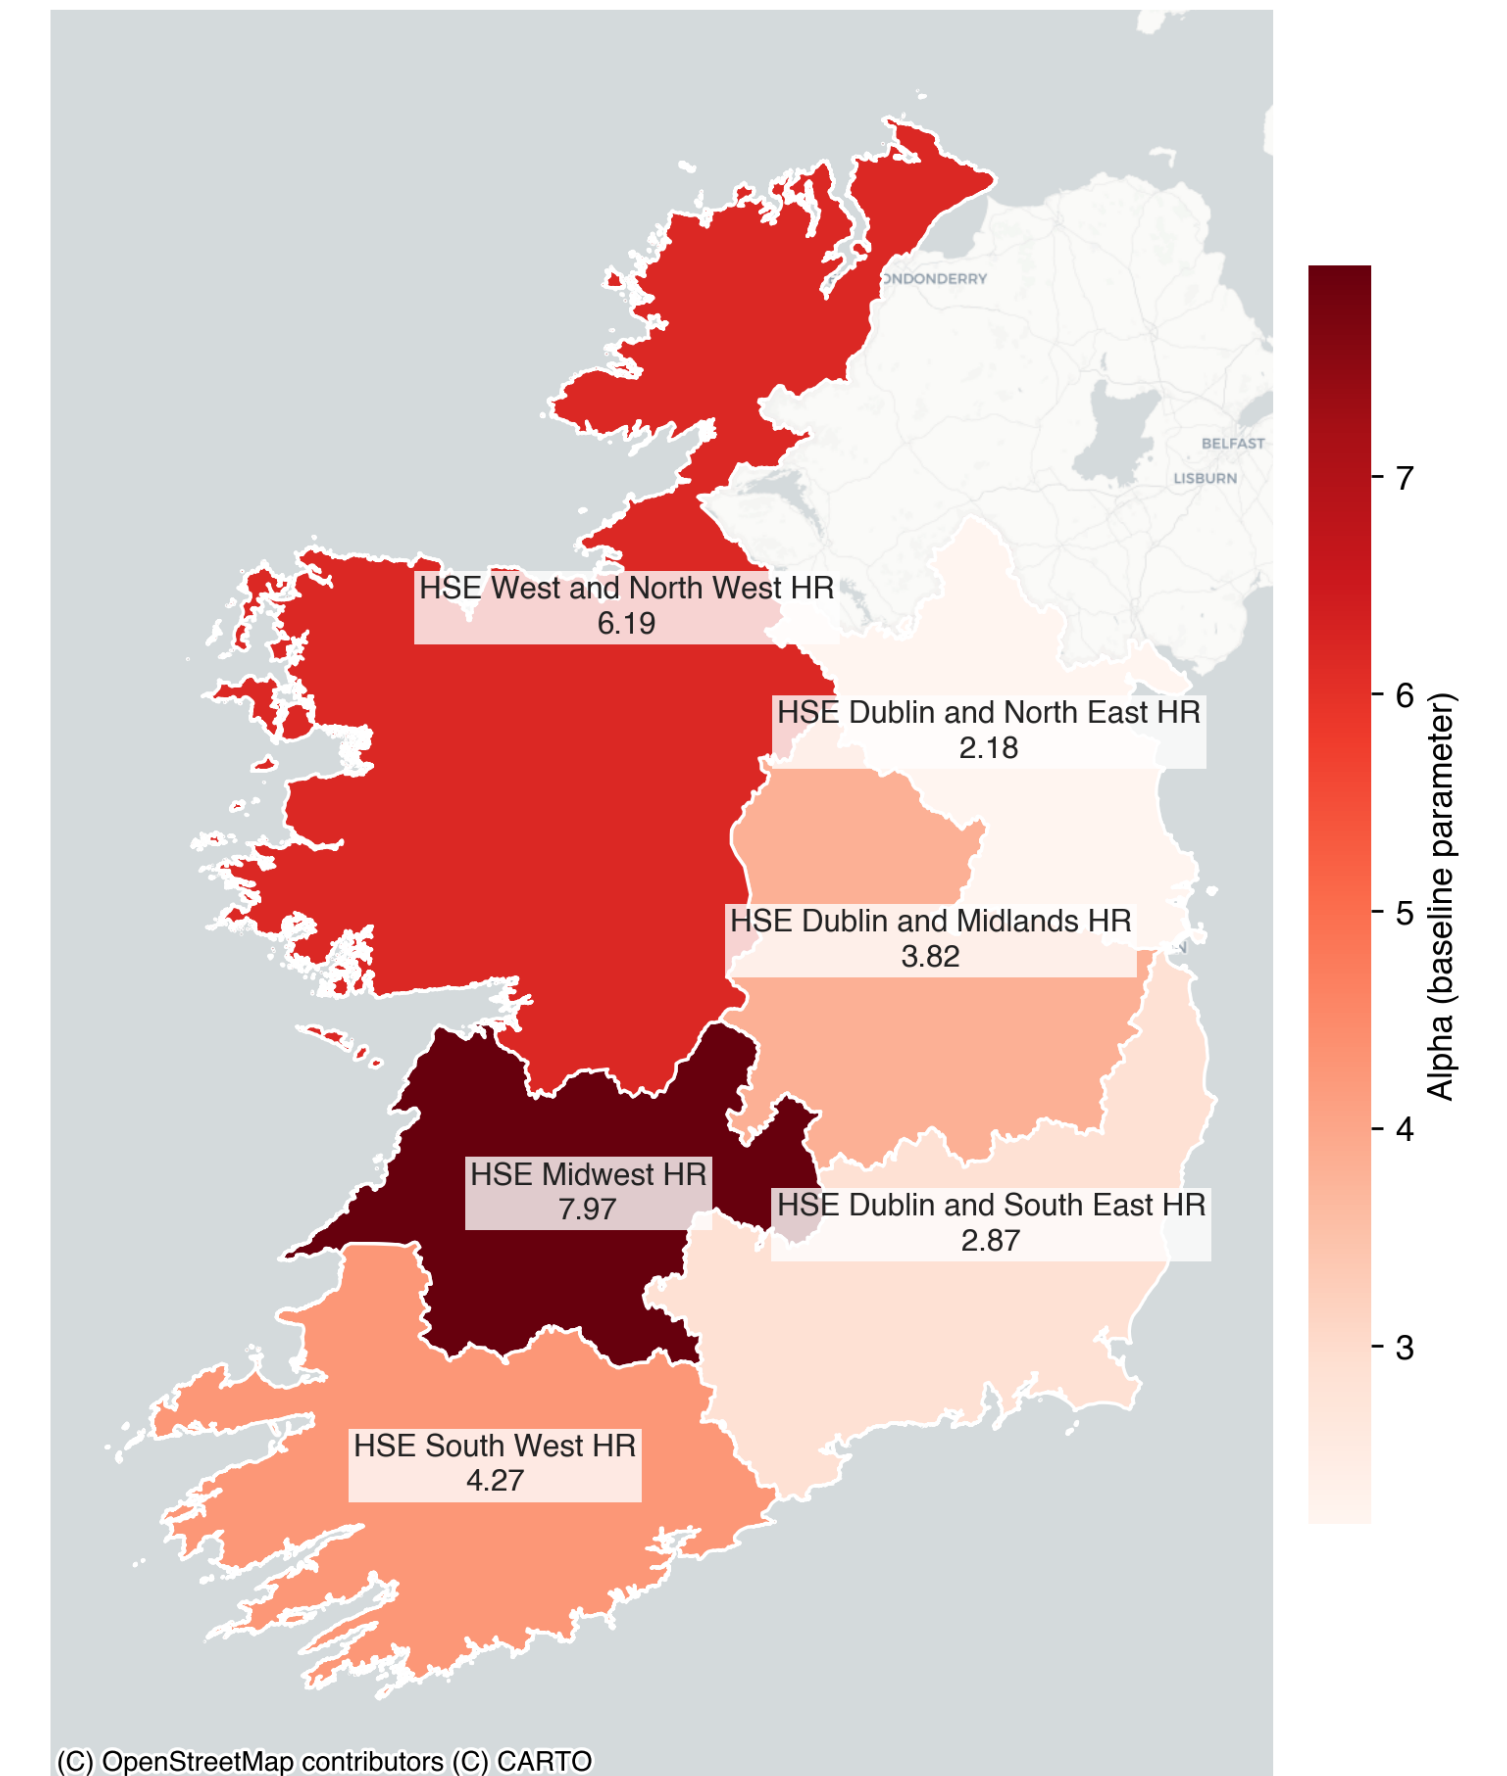 ONDONDERRY
BELFAST
LISBURN
HSE West and North West HR
6.19
HSE Dublin and North East HR
2.18
HSE Dublin and Midlands HR
3.82
N
HSE Midwest HR
7.97
HSE Dublin and South East HR
2.87
HSE South West HR
4.27
7
6
5
4
3
Alpha (baseline parameter)
(C) OpenStreetMap contributors (C) CARTO